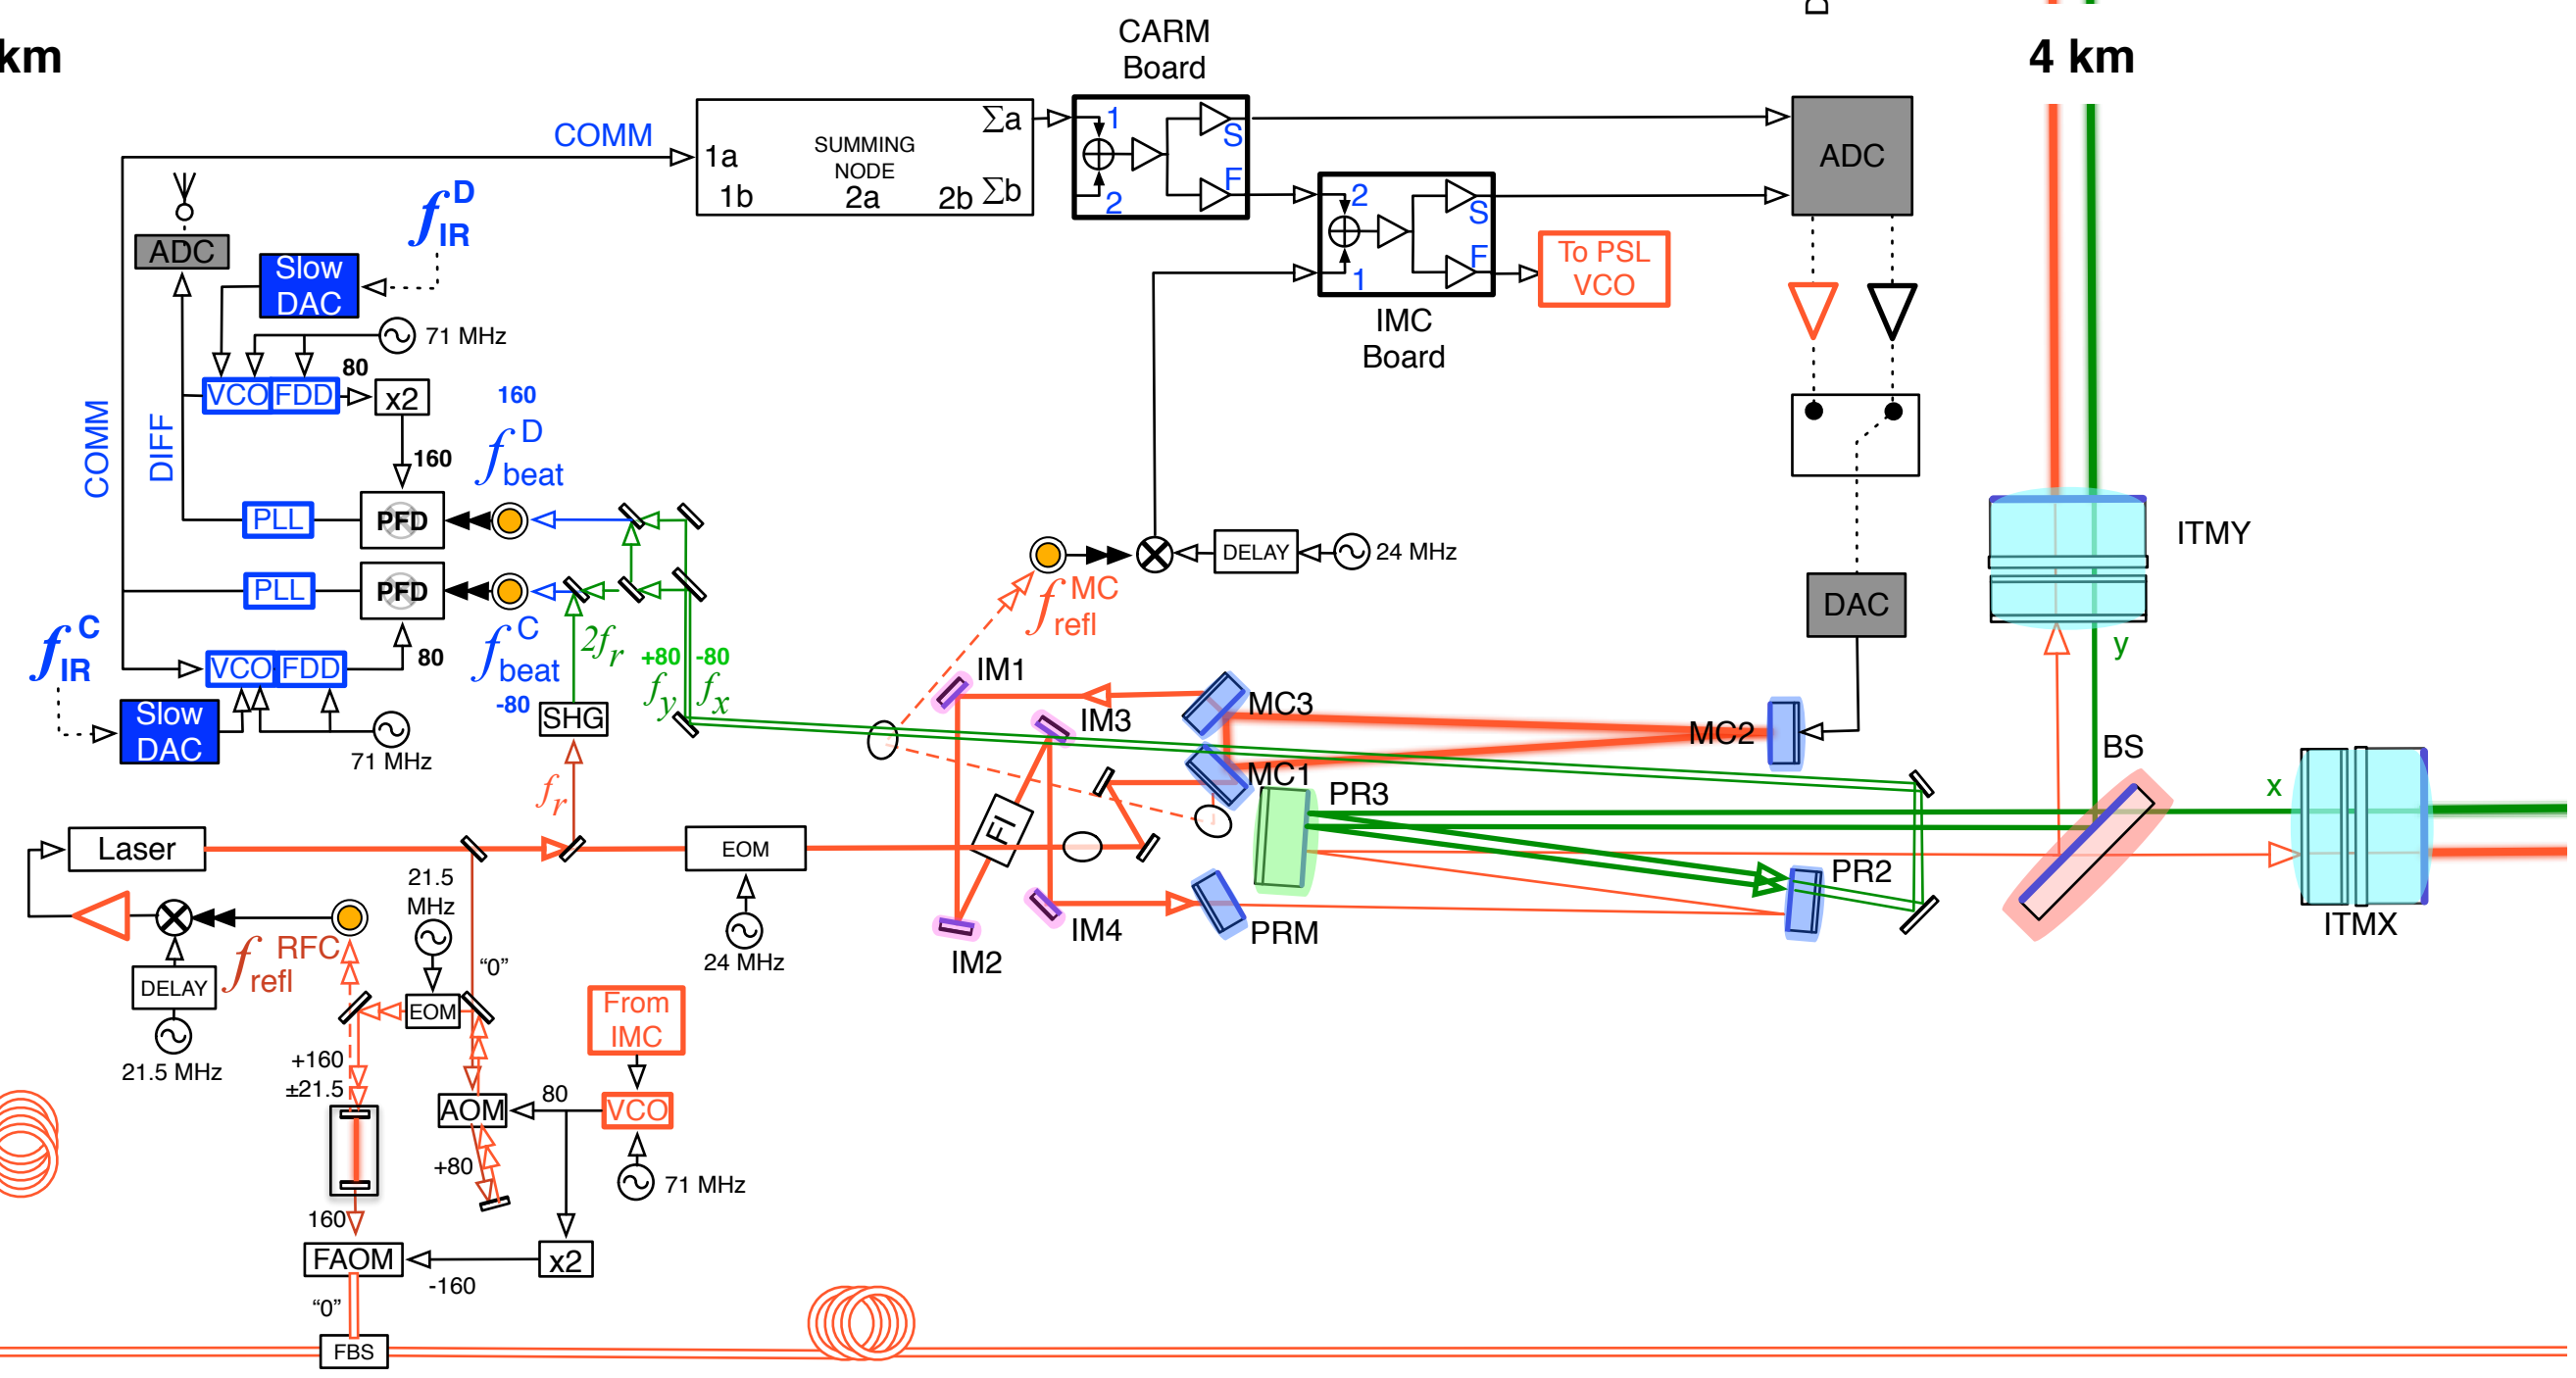 D
km
CARM
Board
4 km
COMM
1a
SUMMING
NODE
∑a
1b
2a
2b
∑b
1
S
F
2
ADC
2
S
F
1
To PSL
VCO
IMC
Board
f D IR
ADC
Slow
DAC
71 MHz
VCO
FDD
80
x2
160
160
f D beat
COMM
DIFF
PLL
PFD
PLL
PFD
f C beat
-80
f C IR
VCO
FDD
80
Slow
DAC
71 MHz
2fr
+80
-80
fy
fx
SHG
fr
f MC refl
DELAY
24 MHz
DAC
ITMY
y
IM1
IM3
MC3
MC2
MC1
PR3
BS
x
PR2
ITMX
PRM
IM4
IM2
FI
Laser
EOM
24 MHz
21.5
MHz
f RFC refl
DELAY
21.5 MHz
“0”
EOM
From
IMC
+160
±21.5
AOM
80
VCO
+80
71 MHz
160
FAOM
-160
x2
“0”
FBS